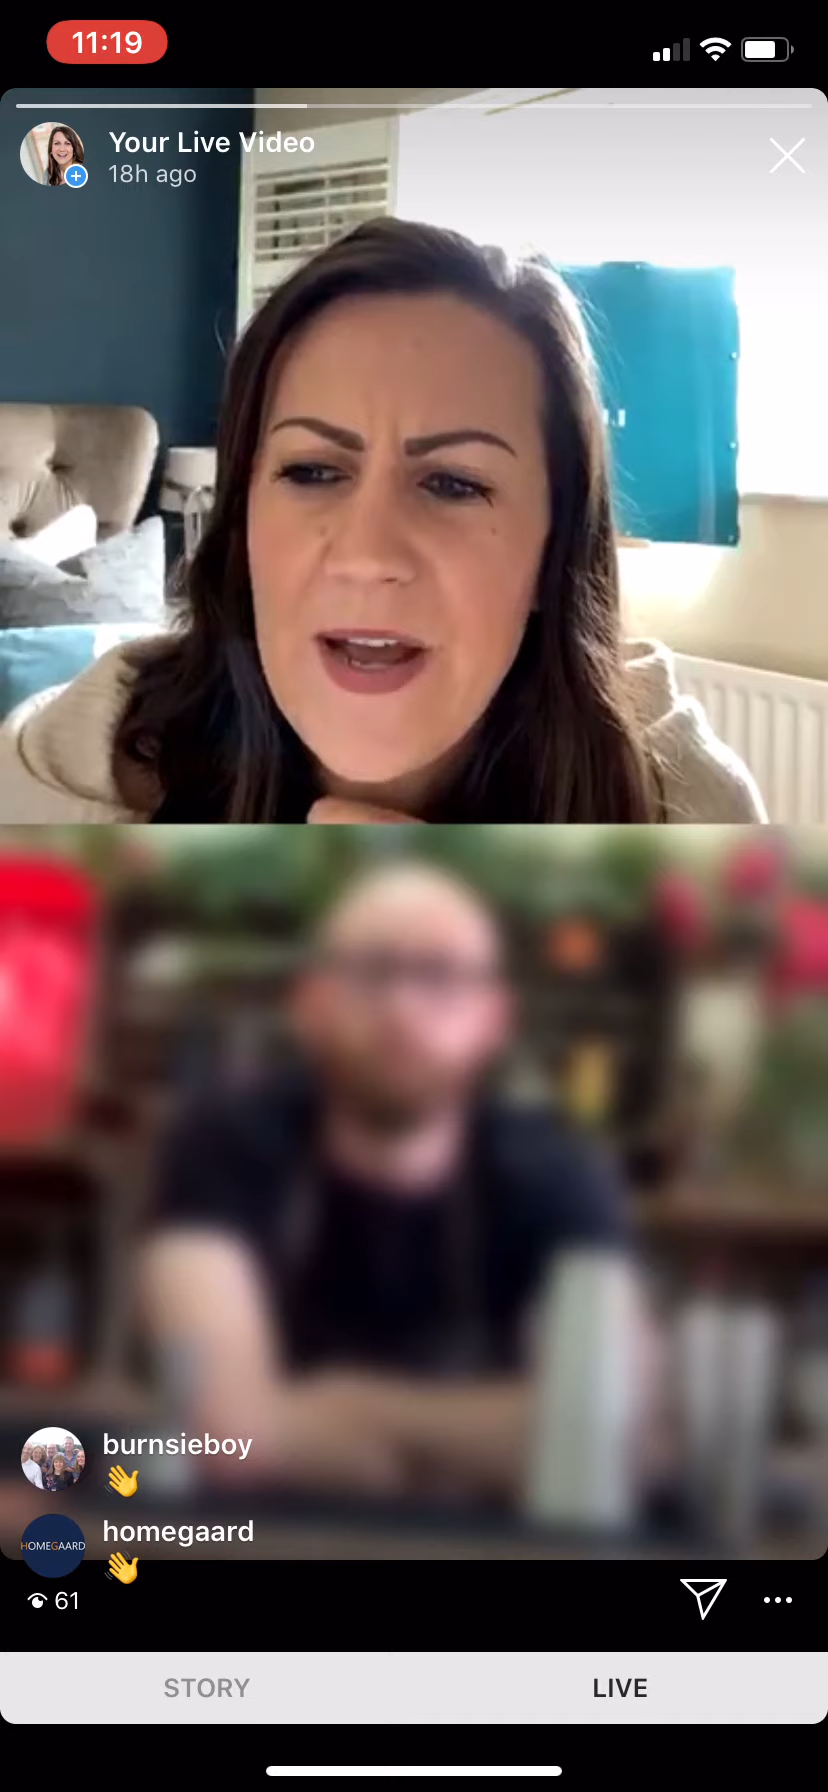 11:19
Your Live Video
18h ago
burnsieboy
👋
homegaard
HOMEGAARD
👋
61
STORY
LIVE